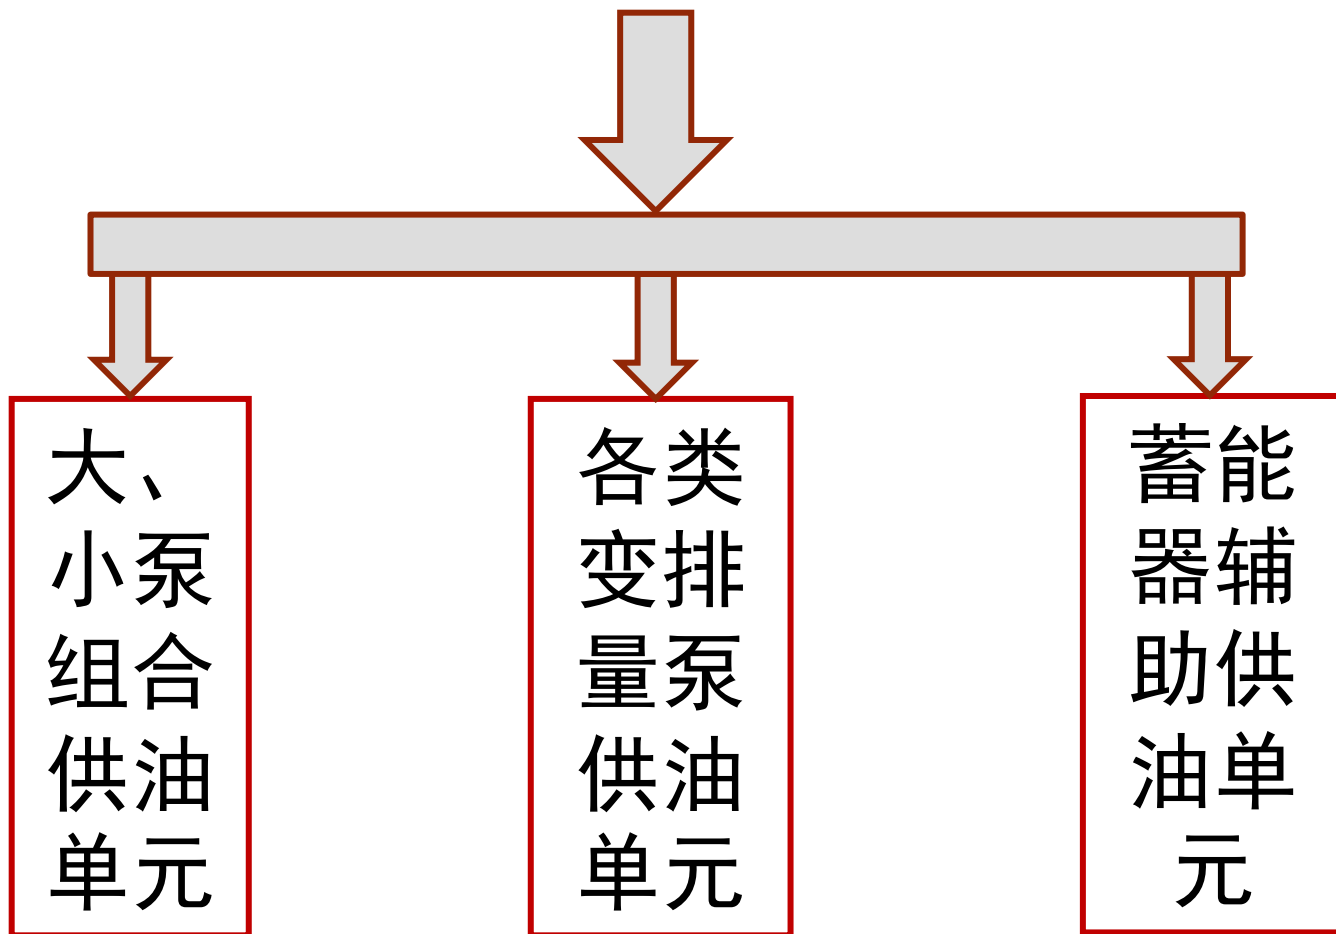 大、
小泵
组合
供油
单元
各类
变排
量泵
供油
单元
蓄能
器辅
助供
油单
元